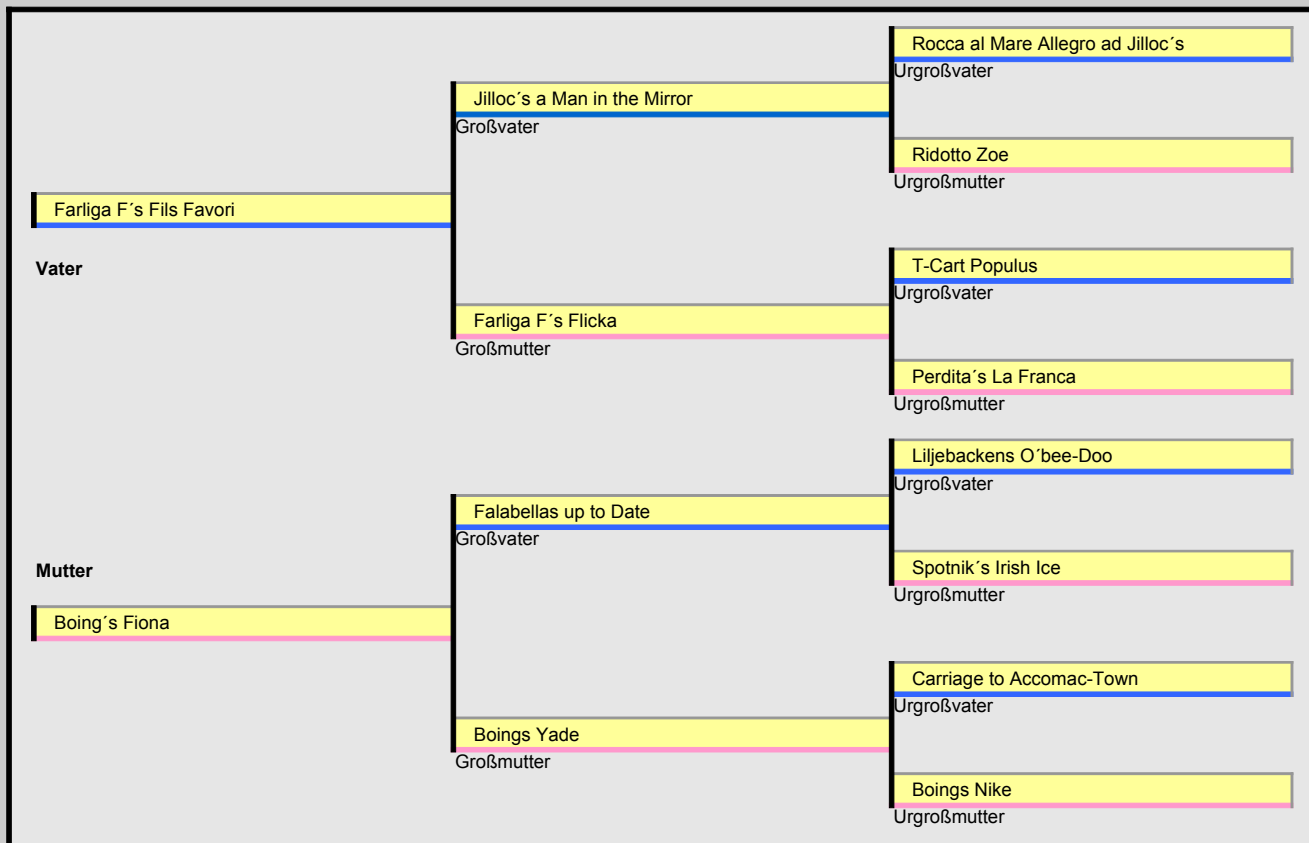 Rocca al Mare Allegro ad Jilloc´s
Urgroßvater
Jilloc´s a Man in the Mirror
Großvater
Ridotto Zoe
Urgroßmutter
Farliga F´s Fils Favori
Vater
T-Cart Populus
Urgroßvater
Farliga F´s Flicka
Großmutter
Perdita´s La Franca
Urgroßmutter
Liljebackens O´bee-Doo
Urgroßvater
Falabellas up to Date
Großvater
Mutter
Spotnik´s Irish Ice
Urgroßmutter
Boing´s Fiona
Carriage to Accomac-Town
Urgroßvater
Boings Yade
Großmutter
Boings Nike
Urgroßmutter